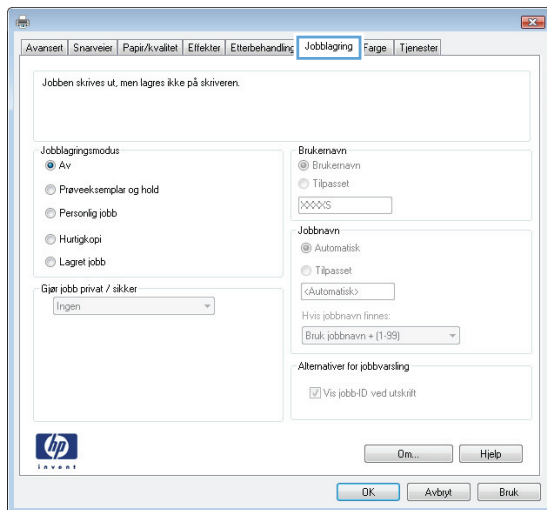 Avansert Snarveier Papir/kvalitet Effekter Etterbehandling Jobblagring Farge Tjenester
Jobben skrives ut, men lagres ikke på skriveren.
Jobblagringsmodus
Av
Prøveeksemplar og hold
Personlig jobb
Hurtigkopi
Lagret jobb
Gjør jobb privat / sikker
Ingen
Brukernavn
Brukernavn
Tilpasset
XXXXS
Jobbnavn
Automatisk
Tilpasset
<Automatisk>
Hvis jobbnavn finnes:
Bruk jobbnavn + (1-99)
Alternativer for jobbvarsling
Vis jobb-ID ved utskrift
hp
invent
Om... Hjelp
OK Avbryt Bruk